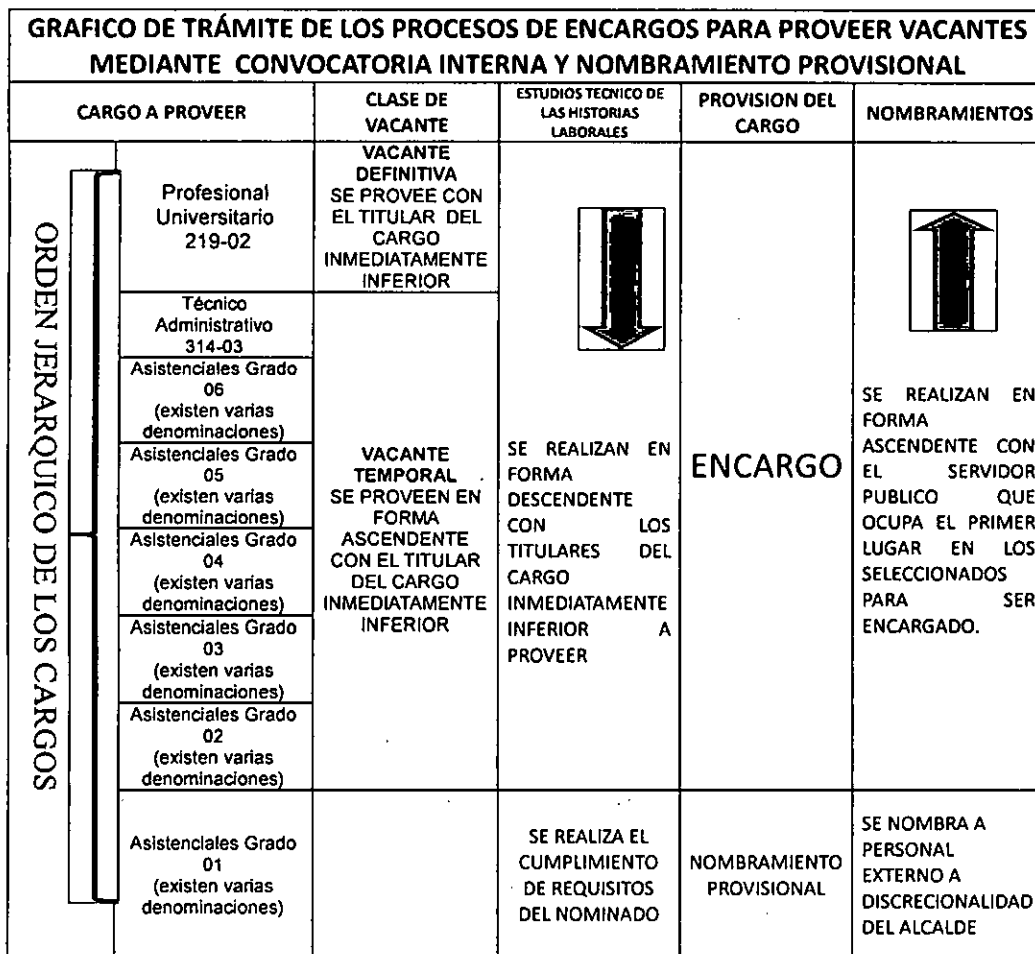 GRAFICO DE TRÁMITE DE LOS PROCESOS DE ENCARGOS PARA PROVEER VACANTES
MEDIANTE CONVOCATORIA INTERNA Y NOMBRAMIENTO PROVISIONAL
CARGO A PROVEER
CLASE DE
VACANTE
ESTUDIOS TECNICO DE
LAS HISTORIAS
LABORALES
PROVISION DEL
CARGO
NOMBRAMIENTOS
ORDEN JERARQUICO DE LOS CARGOS
Profesional
Universitario
219-02
VACANTE
DEFINITIVA
SE PROVEE CON
EL TITULAR DEL
CARGO
INMEDIATAMENTE
INFERIOR
Técnico
Administrativo
314-03
Asistenciales Grado
06
(existen varias
denominaciones)
Asistenciales Grado
05
(existen varias
denominaciones)
Asistenciales Grado
04
(existen varias
denominaciones)
Asistenciales Grado
03
(existen varias
denominaciones)
Asistenciales Grado
02
(existen varias
denominaciones)
VACANTE
TEMPORAL
SE PROVEEN EN
FORMA
ASCENDENTE
CON EL TITULAR
DEL CARGO
INMEDIATAMENTE
INFERIOR
SE REALIZAN EN
FORMA
DESCENDENTE
CON LOS
TITULARES DEL
CARGO
INMEDIATAMENTE
INFERIOR A
PROVEER
ENCARGO
SE REALIZAN EN
FORMA
ASCENDENTE CON
EL SERVIDOR
PUBLICO QUE
OCUPA EL PRIMER
LUGAR EN LOS
SELECCIONADOS
PARA SER
ENCARGADO.
Asistenciales Grado
01
(existen varias
denominaciones)
SE REALIZA EL
CUMPLIMIENTO
DE REQUISITOS
DEL NOMINADO
NOMBRAMIENTO
PROVISIONAL
SE NOMBRA A
PERSONAL
EXTERNO A
DISCRECIONALIDAD
DEL ALCALDE